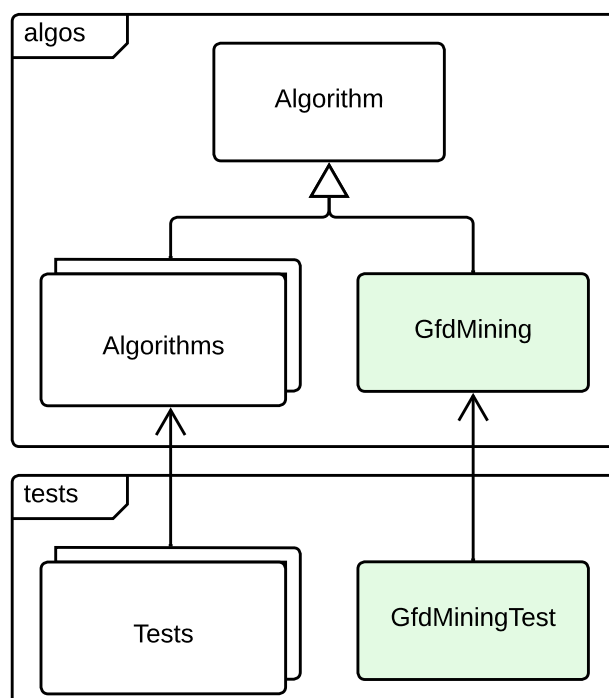 algos
Algorithm
Algorithms
GfdMining
tests
Tests
GfdMiningTest